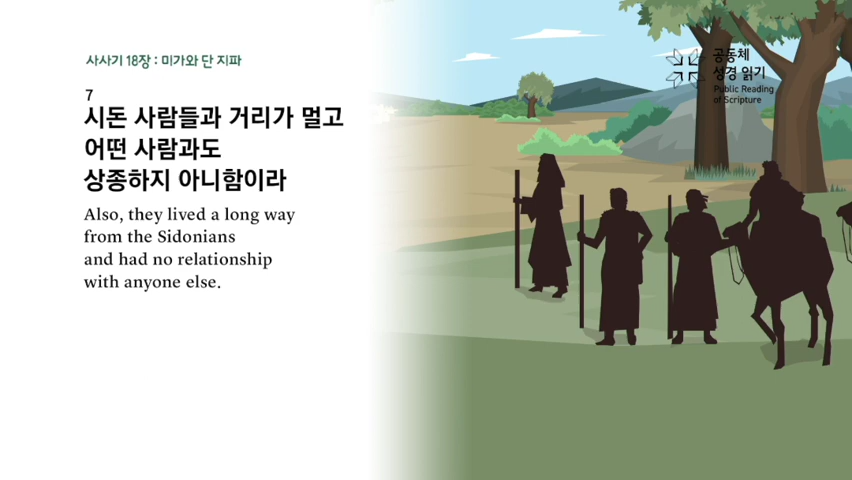 사사기 18장 : 미가와 단 지파
7
시돈 사람들과 거리가 멀고
어떤 사람과도
상종하지 아니함이라
Also, they lived a long way
from the Sidonians
and had no relationship
with anyone else.
공동체
성경 읽기
Public Reading
of Scripture